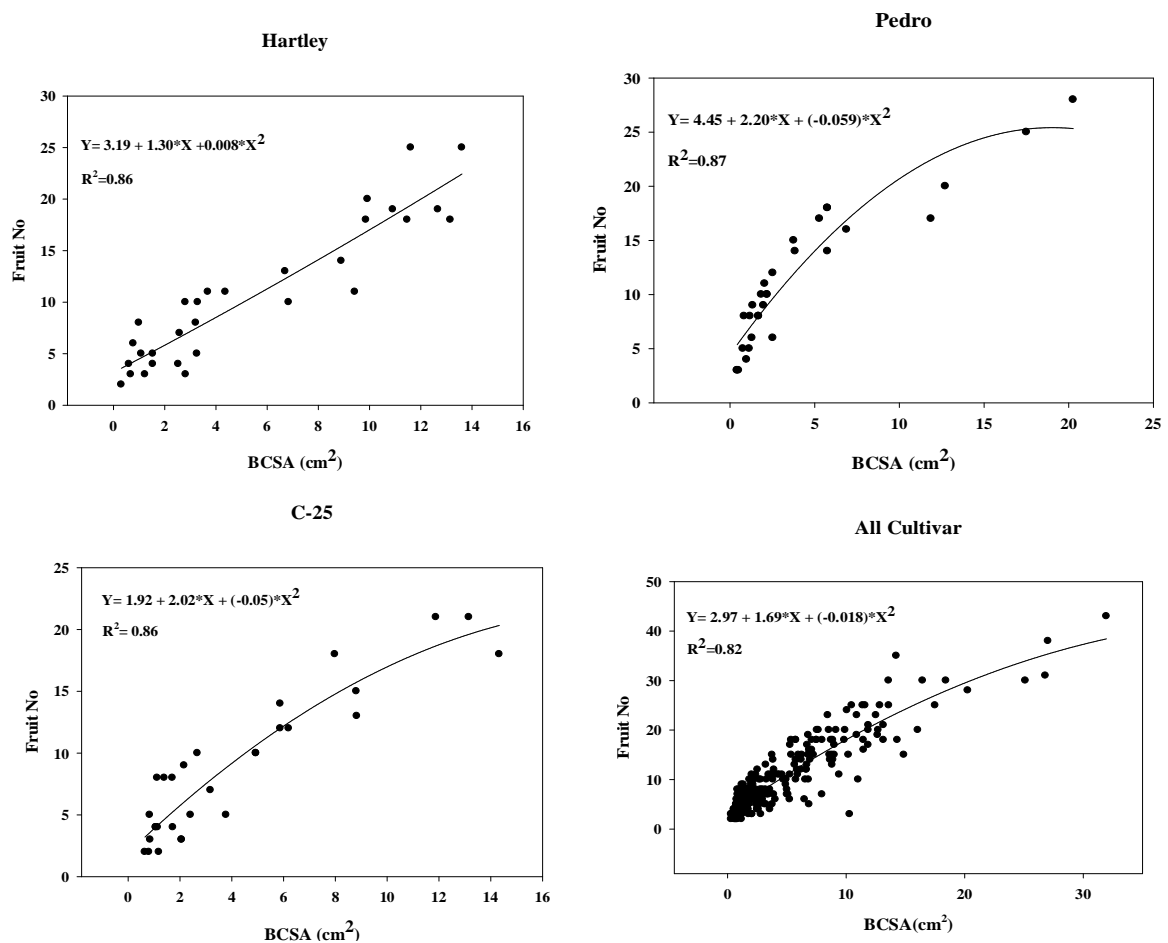 Hartley
Y= 3.19 + 1.30*X +0.008*X²
R²=0.86
30
25
20
15
10
5
0
Fruit No
0 2 4 6 8 10 12 14 16
BCSA (cm²)
Pedro
Y= 4.45 + 2.20*X + (-0.059)*X²
R²=0.87
30
25
20
15
10
5
0
Fruit No
0 5 10 15 20 25
BCSA (cm²)
C-25
Y= 1.92 + 2.02*X + (-0.05)*X²
R²= 0.86
25
20
15
10
5
0
Fruit No
0 2 4 6 8 10 12 14 16
BCSA (cm²)
All Cultivar
Y= 2.97 + 1.69*X + (-0.018)*X²
R²=0.82
50
40
30
20
10
0
Fruit No
0 10 20 30
BCSA(cm²)